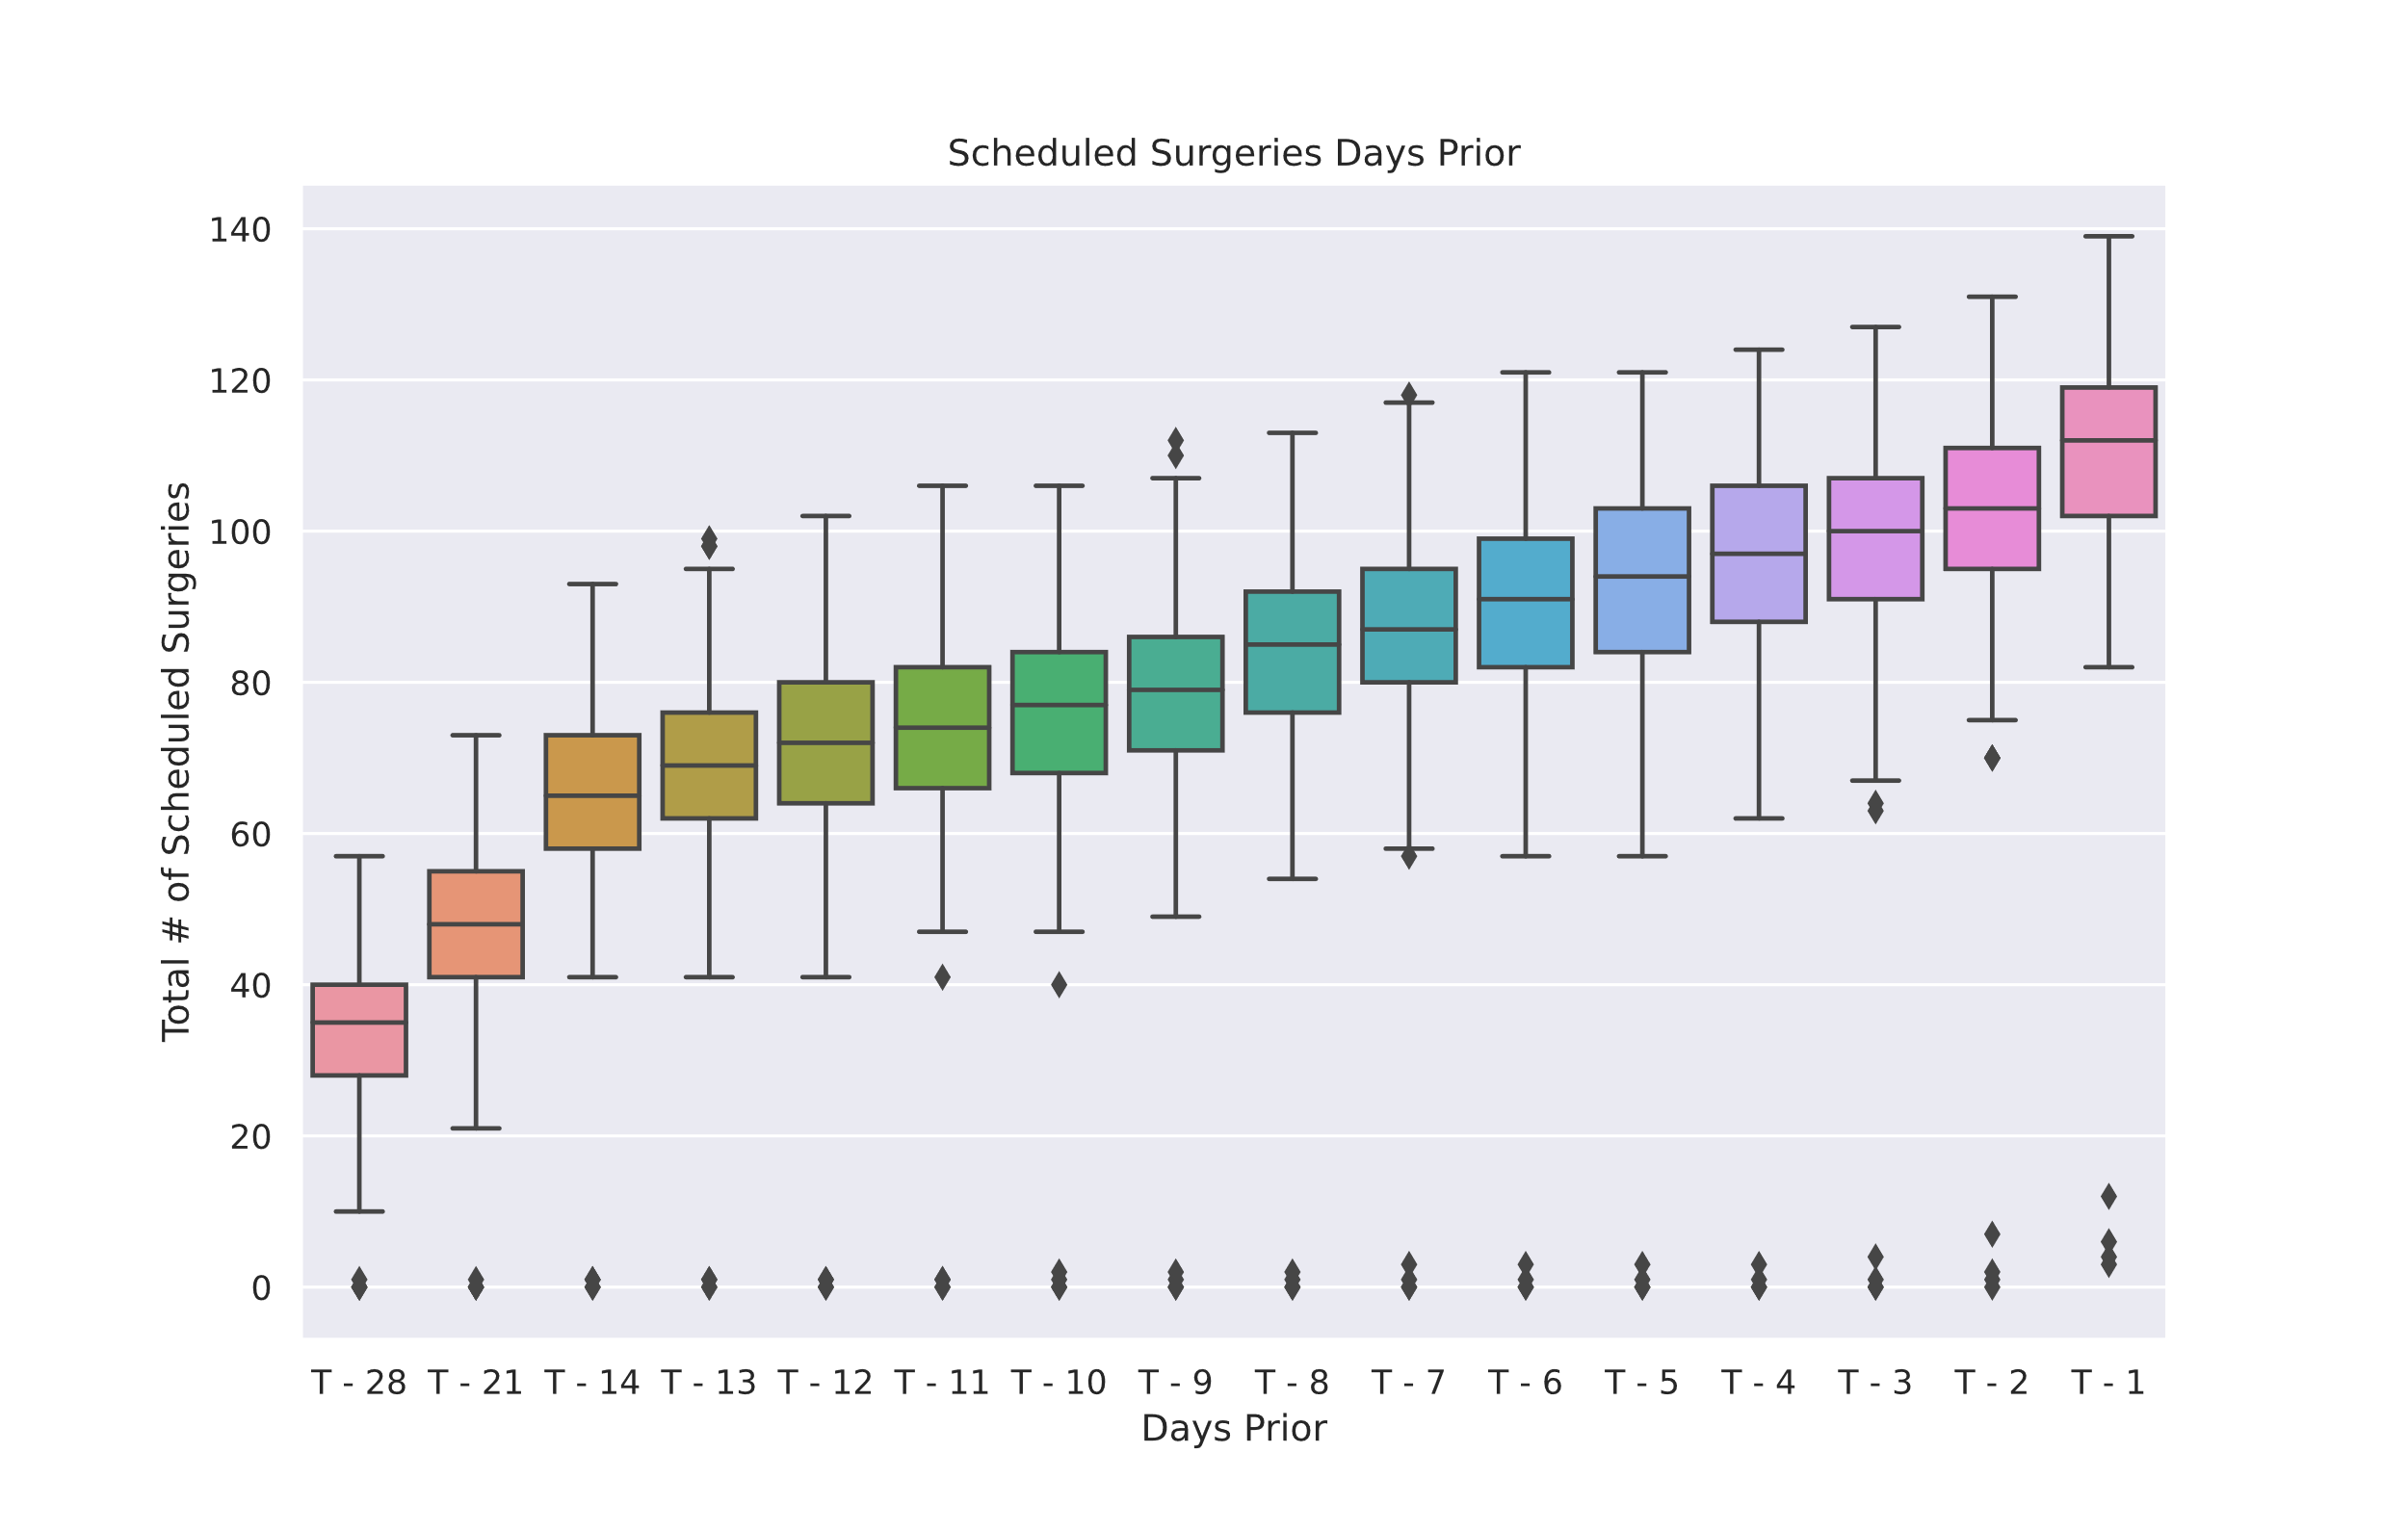 Scheduled Surgeries Days Prior
140
120
100
80
60
40
20
0
Total # of Scheduled Surgeries
T - 28 T - 21 T - 14 T - 13 T - 12 T - 11 T - 10 T - 9 T - 8 T - 7 T - 6 T - 5 T - 4 T - 3 T - 2 T - 1
Days Prior